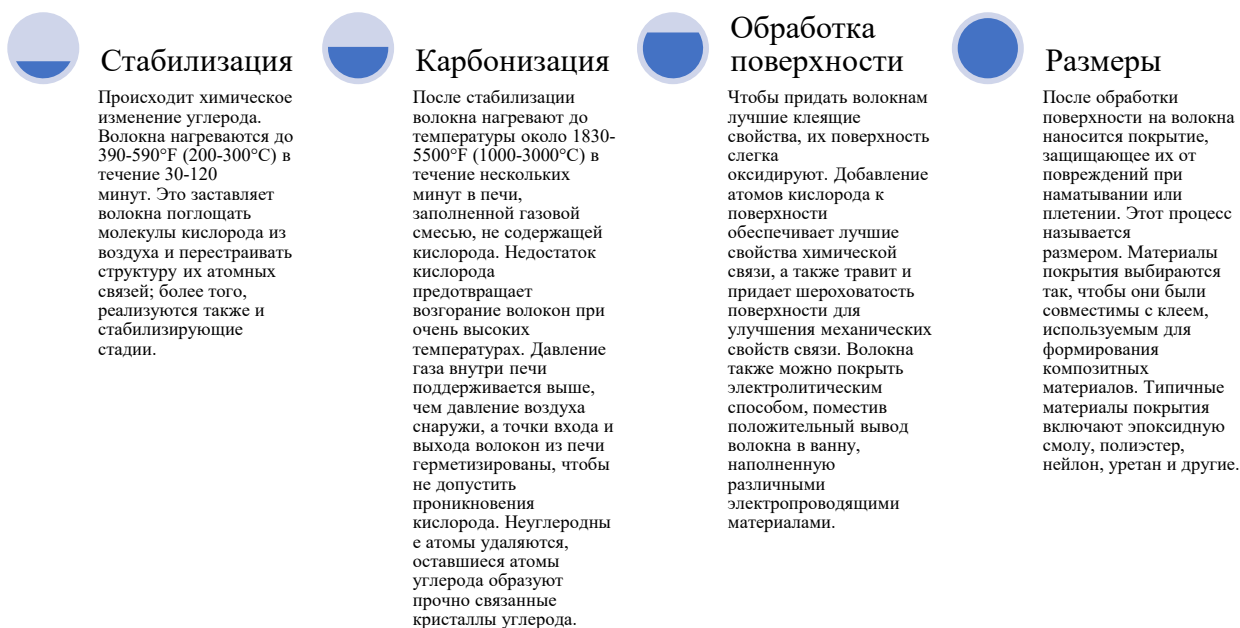 Стабилизация
Происходит химическое
изменение углерода.
Волокна нагреваются до
390-590°F (200-300°C) в
течение 30-120
минут. Это заставляет
волокна поглощать
молекулы кислорода из
воздуха и перестраивать
структуру их атомных
связей; более того,
реализуются также и
стабилизирующие
стадии.
Карбонизация
После стабилизации
волокна нагревают до
температуры около 1830-
5500°F (1000-3000°C) в
течение нескольких
минут в печи,
заполненной газовой
смесью, не содержащей
кислорода. Недостаток
кислорода
предотвращает
возгорание волокон при
очень высоких
температурах. Давление
газа внутри печи
поддерживается выше,
чем давление воздуха
снаружи, а точки входа и
выхода волокон из печи
герметизированы, чтобы
не допустить
проникновения
кислорода. Неуглеродны
е атомы удаляются,
оставшиеся атомы
углерода образуют
прочно связанные
кристаллы углерода.
Обработка
поверхности
Чтобы придать волокнам
лучшие клеящие
свойства, их поверхность
слегка
оксидируют. Добавление
атомов кислорода к
поверхности
обеспечивает лучшие
свойства химической
связи, а также травит и
придает шероховатость
поверхности для
улучшения механических
свойств связи. Волокна
также можно покрыть
электролитическим
способом, поместив
положительный вывод
волокна в ванну,
наполненную
различными
электропроводящими
материалами.
Размеры
После обработки
поверхности на волокна
наносится покрытие,
защищающее их от
повреждений при
наматывании или
плетении. Этот процесс
называется
размером. Материалы
покрытия выбираются
так, чтобы они были
совместимы с клеем,
используемым для
формирования
композитных
материалов. Типичные
материалы покрытия
включают эпоксидную
смолу, полиэстер,
нейлон, уретан и другие.